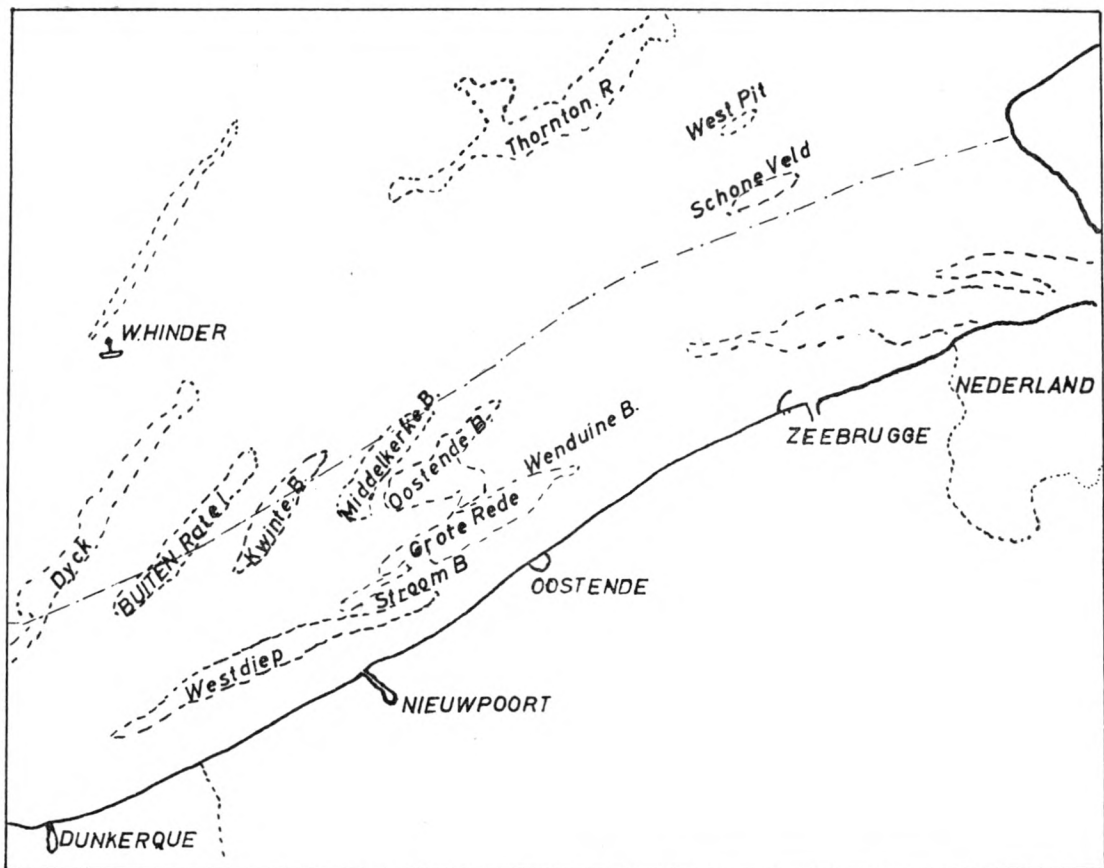 Thornton. R
West Pit
Schone Veld
W.HINDER
NEDERLAND
Middelkerke B.
Oostende B.
Wenduine B.
ZEEBRUGGE
Dyck
BUITEN Ratel
Kwinte B
Grote Rede
Stroom B
OOSTENDE
Westdiep
NIEUWPOORT
DUNKERQUE